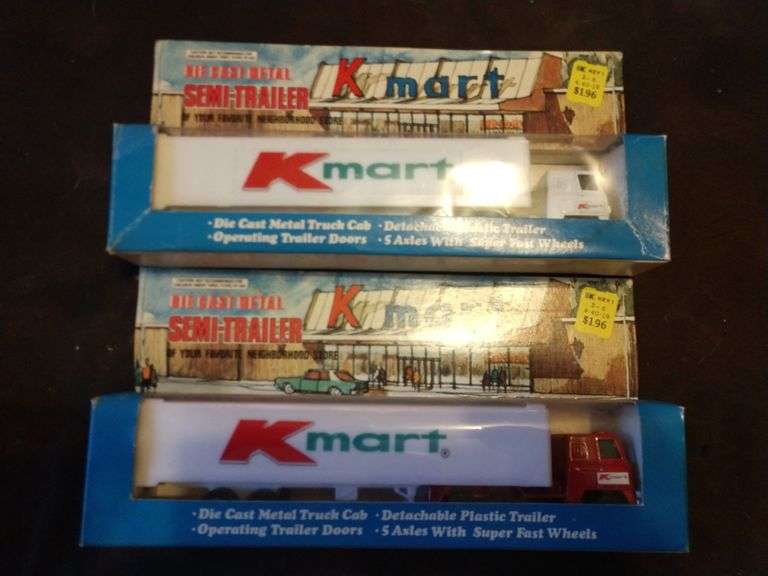 DIE CAST METAL
SEMI-TRAILER
OF YOUR FAVORITE NEIGHBORHOOD STORE
K mart
$1.96
Kmart
· Die Cast Metal Truck Cab · Detachable Plastic Trailer
· Operating Trailer Doors · 5 Axles With Super Fast Wheels
DIE CAST METAL
SEMI-TRAILER
OF YOUR FAVORITE NEIGHBORHOOD STORE
K mart
$1.96
Kmart®
Kmart
· Die Cast Metal Truck Cab · Detachable Plastic Trailer
· Operating Trailer Doors · 5 Axles With Super Fast Wheels